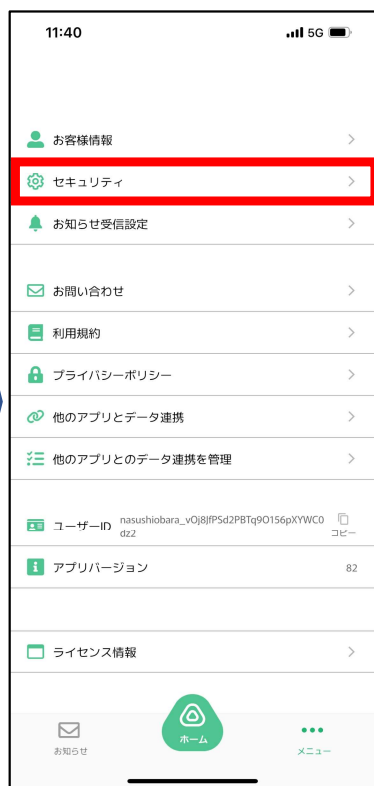 11:40 5G
お客様情報
セキュリティ
お知らせ受信設定
お問い合わせ
利用規約
プライバシーポリシー
他のアプリとデータ連携
他のアプリとのデータ連携を管理
ユーザーID nasushiobara_vOj8JfPSd2PBTq9O156pXYWC0
dz2 コピー
アプリバージョン 82
ライセンス情報
お知らせ ホーム メニュー